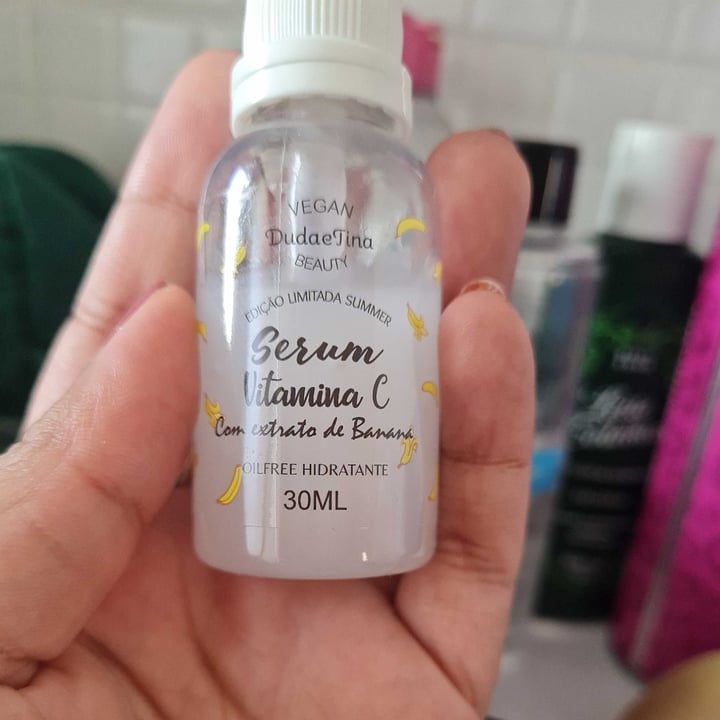 VEGAN
DudaeTina
BEAUTY
EDIÇÃO LIMITADA SUMMER
Serum
Vitamina C
Com extrato de Banana
OILFREE HIDRATANTE
30ML